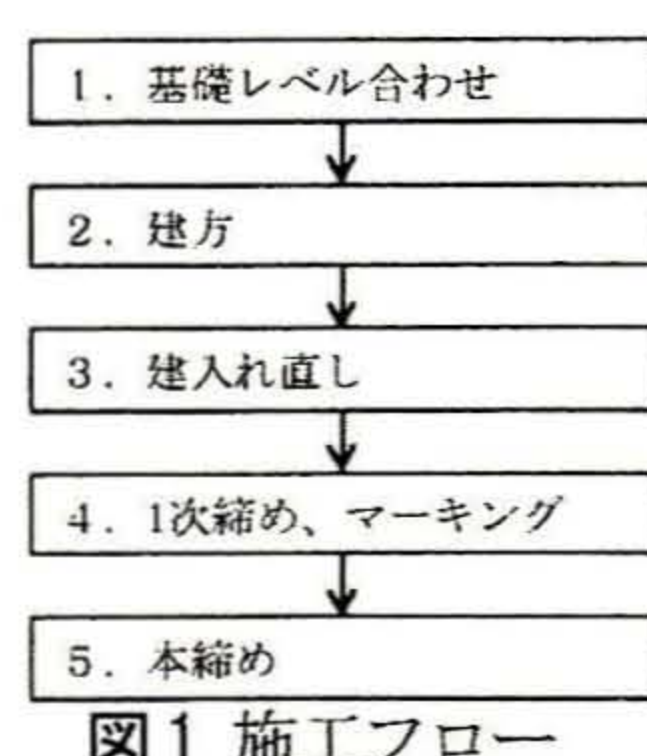 1. 基礎レベル合わせ
2. 建方
3. 建入れ直し
4. 1次締め、マーキング
5. 本締め
図1 施工フロー